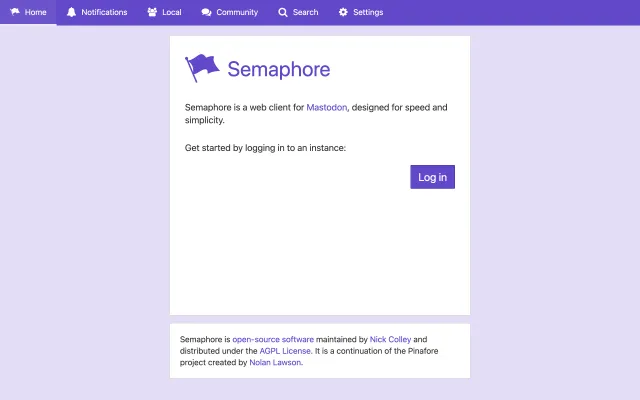 Home Notifications Local Community Search Settings
Semaphore
Semaphore is a web client for Mastodon, designed for speed and
simplicity.
Get started by logging in to an instance:
Log in
Semaphore is open-source software maintained by Nick Colley and
distributed under the AGPL License. It is a continuation of the Pinafore
project created by Nolan Lawson.